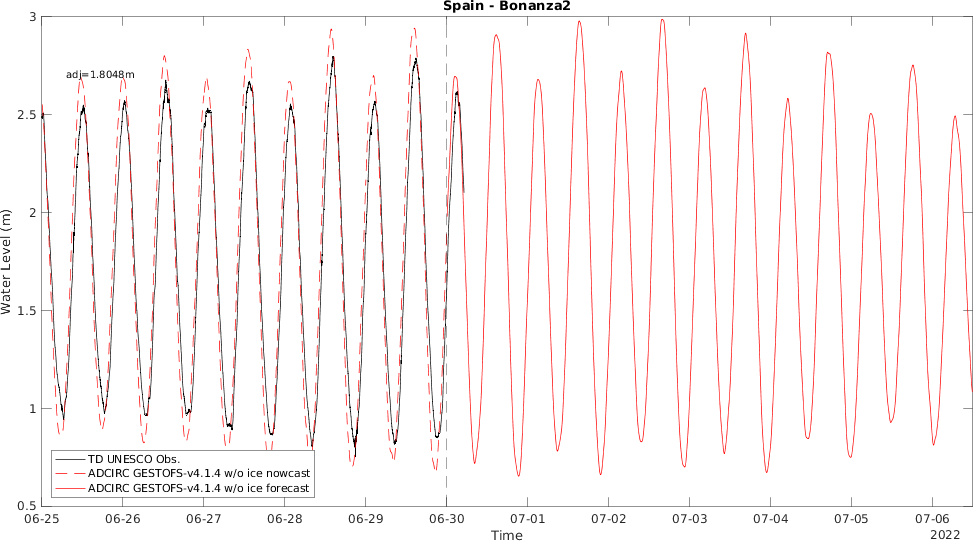 Spain - Bonanza2
3
adj=1.8048m
2.5
2
Water Level (m)
1.5
1
TD UNESCO Obs.
ADCIRC GESTOFS-v4.1.4 w/o ice nowcast
ADCIRC GESTOFS-v4.1.4 w/o ice forecast
0.5
06-25 06-26 06-27 06-28 06-29 06-30 07-01 07-02 07-03 07-04 07-05 07-06
Time
2022